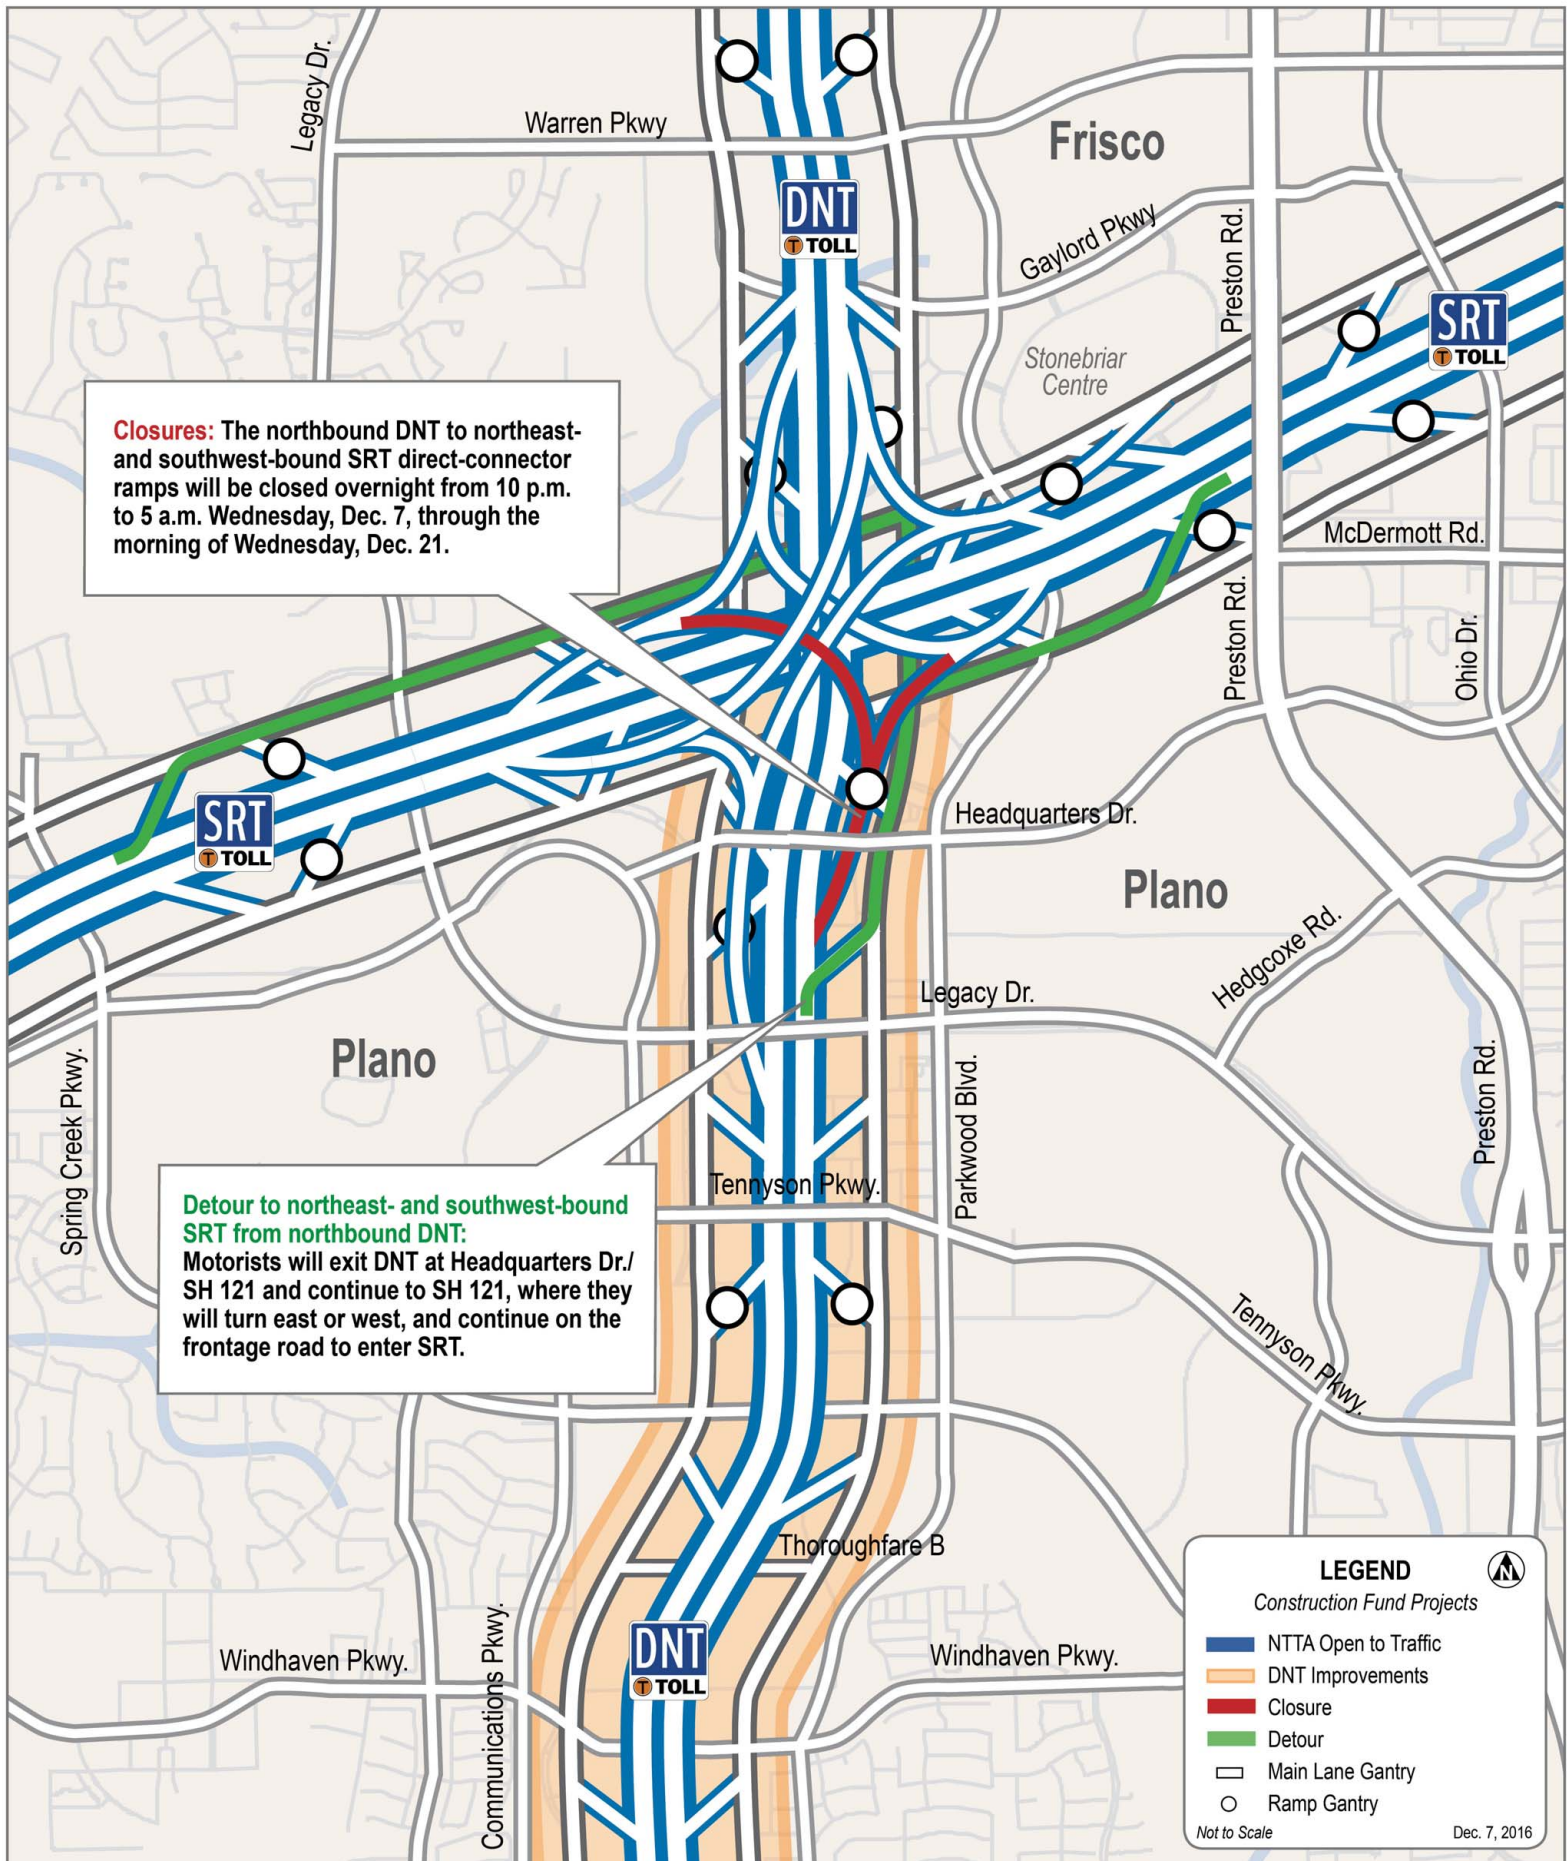 Legacy Dr.
Warren Pkwy
Frisco
DNT
T TOLL
Gaylord Pkwy
Preston Rd.
SRT
T TOLL
Stonebriar
Centre
Closures: The northbound DNT to northeast-
and southwest-bound SRT direct-connector
ramps will be closed overnight from 10 p.m.
to 5 a.m. Wednesday, Dec. 7, through the
morning of Wednesday, Dec. 21.
McDermott Rd.
Preston Rd.
Ohio Dr.
SRT
T TOLL
Headquarters Dr.
Plano
Hedgcoxe Rd.
Legacy Dr.
Plano
Spring Creek Pkwy.
Parkwood Blvd.
Preston Rd.
Tennyson Pkwy.
Detour to northeast- and southwest-bound
SRT from northbound DNT:
Motorists will exit DNT at Headquarters Dr./
SH 121 and continue to SH 121, where they
will turn east or west, and continue on the
frontage road to enter SRT.
Tennyson Pkwy.
Thoroughfare B
Communications Pkwy.
Windhaven Pkwy.
DNT
T TOLL
Windhaven Pkwy.
LEGEND
N
Construction Fund Projects
NTTA Open to Traffic
DNT Improvements
Closure
Detour
Main Lane Gantry
Ramp Gantry
Not to Scale
Dec. 7, 2016